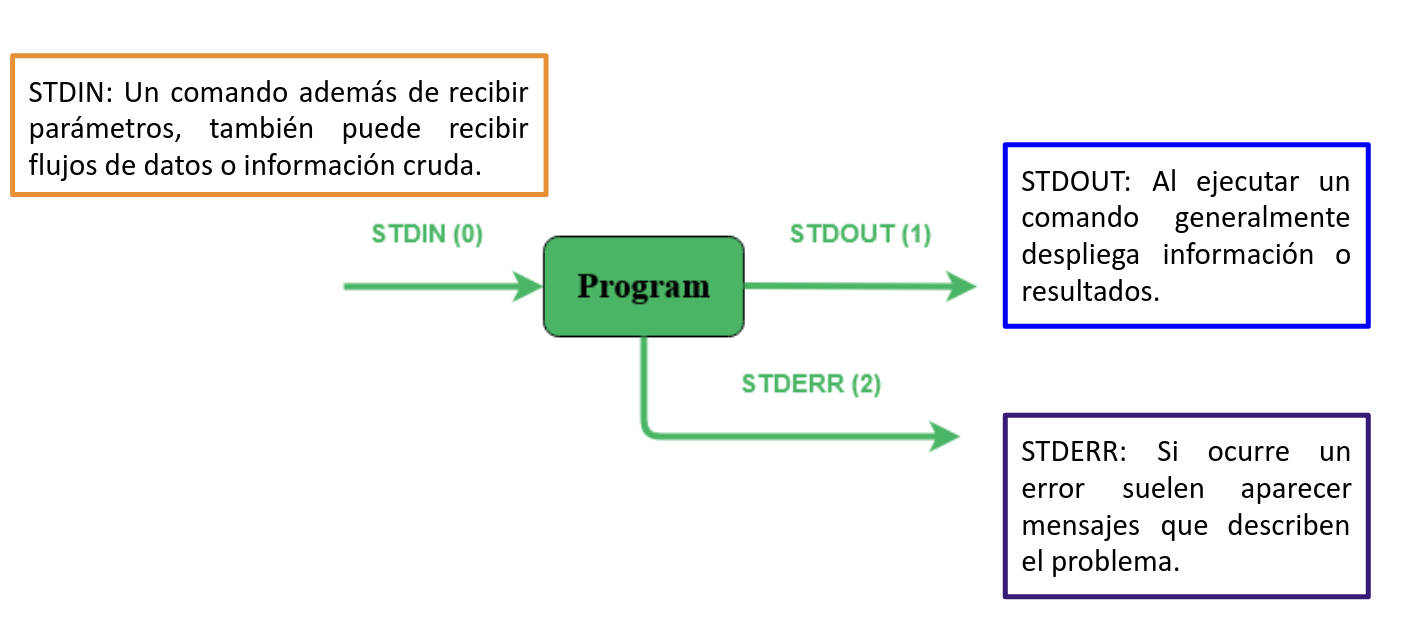 STDIN: Un comando además de recibir
parámetros, también puede recibir
flujos de datos o información cruda.
STDIN (0)
Program
STDOUT (1)
STDOUT: Al ejecutar un
comando generalmente
despliega información o
resultados.
STDERR (2)
STDERR: Si ocurre un
error suelen aparecer
mensajes que describen
el problema.